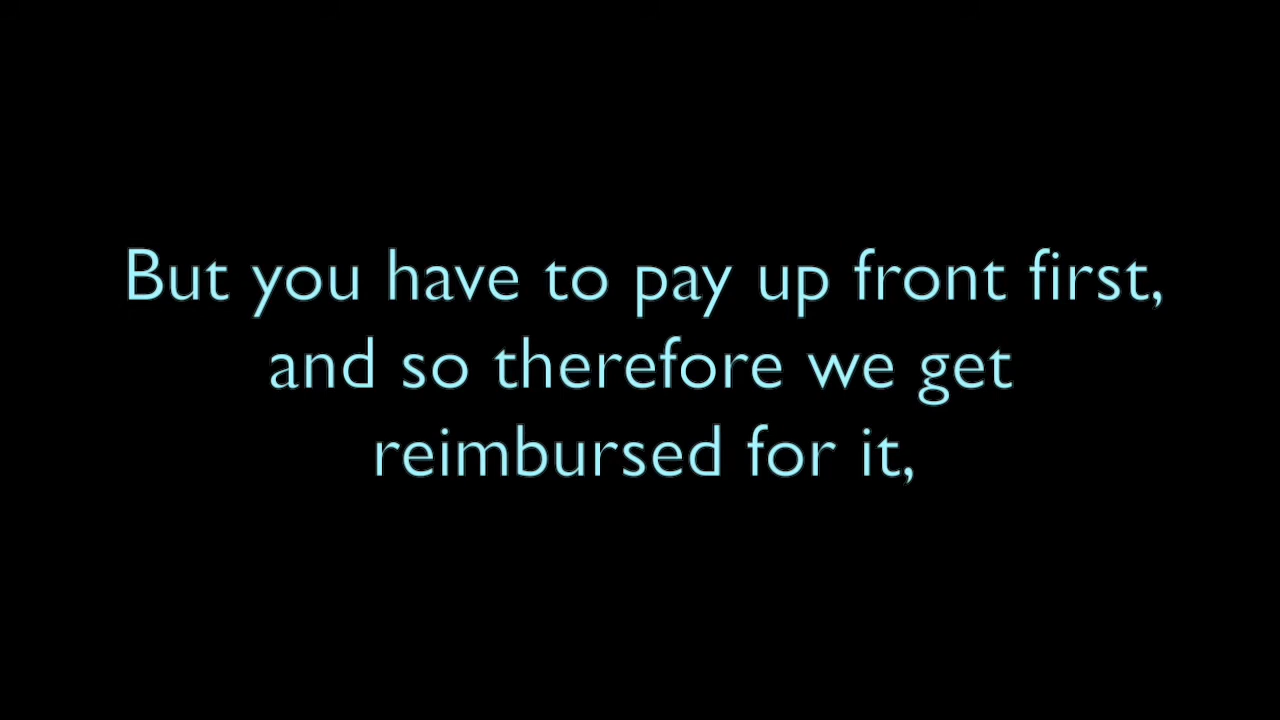 But you have to pay up front first,
and so therefore we get
reimbursed for it,